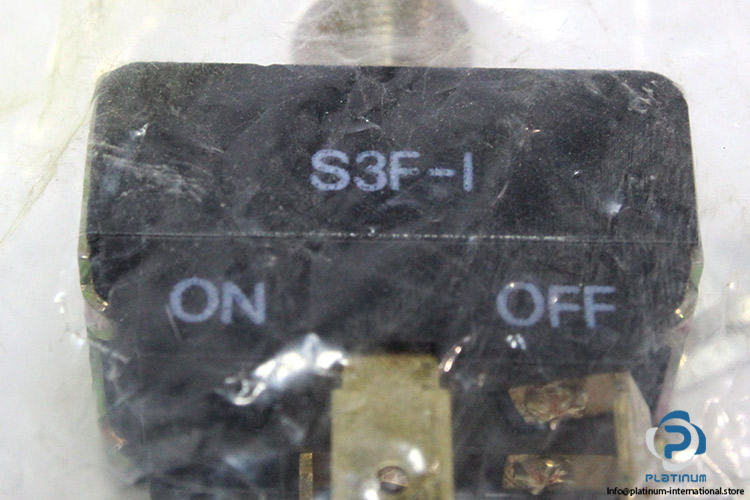 S3F-I
ON OFF
PLATINUM
Info@platinum-international.store